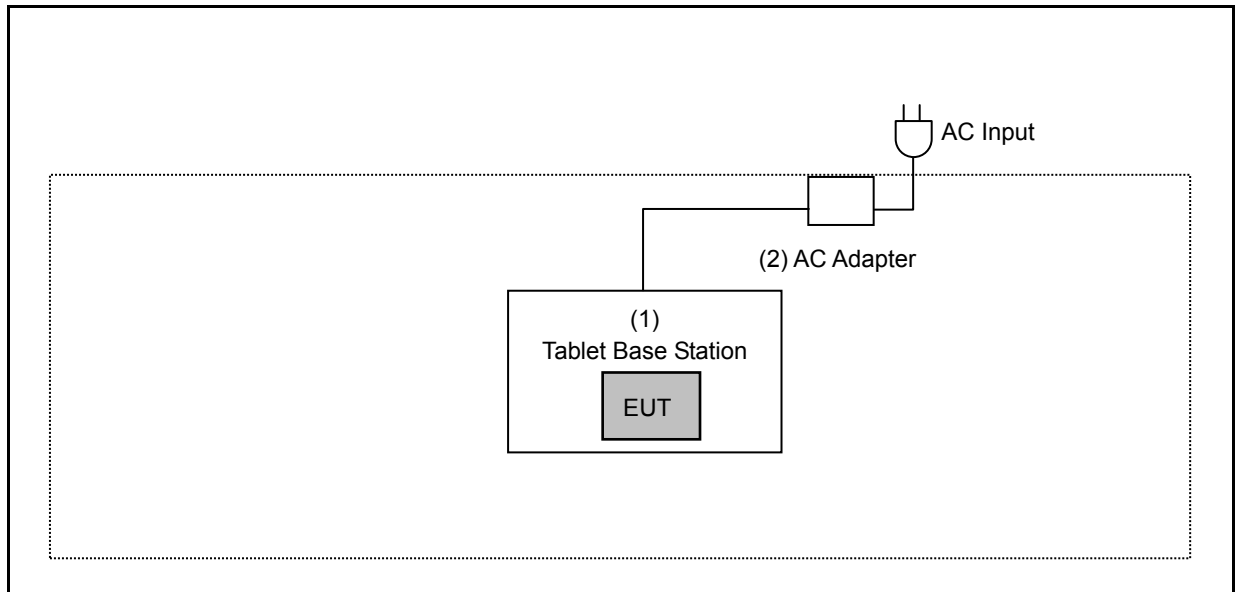 AC Input
(2) AC Adapter
(1)
Tablet Base Station
EUT